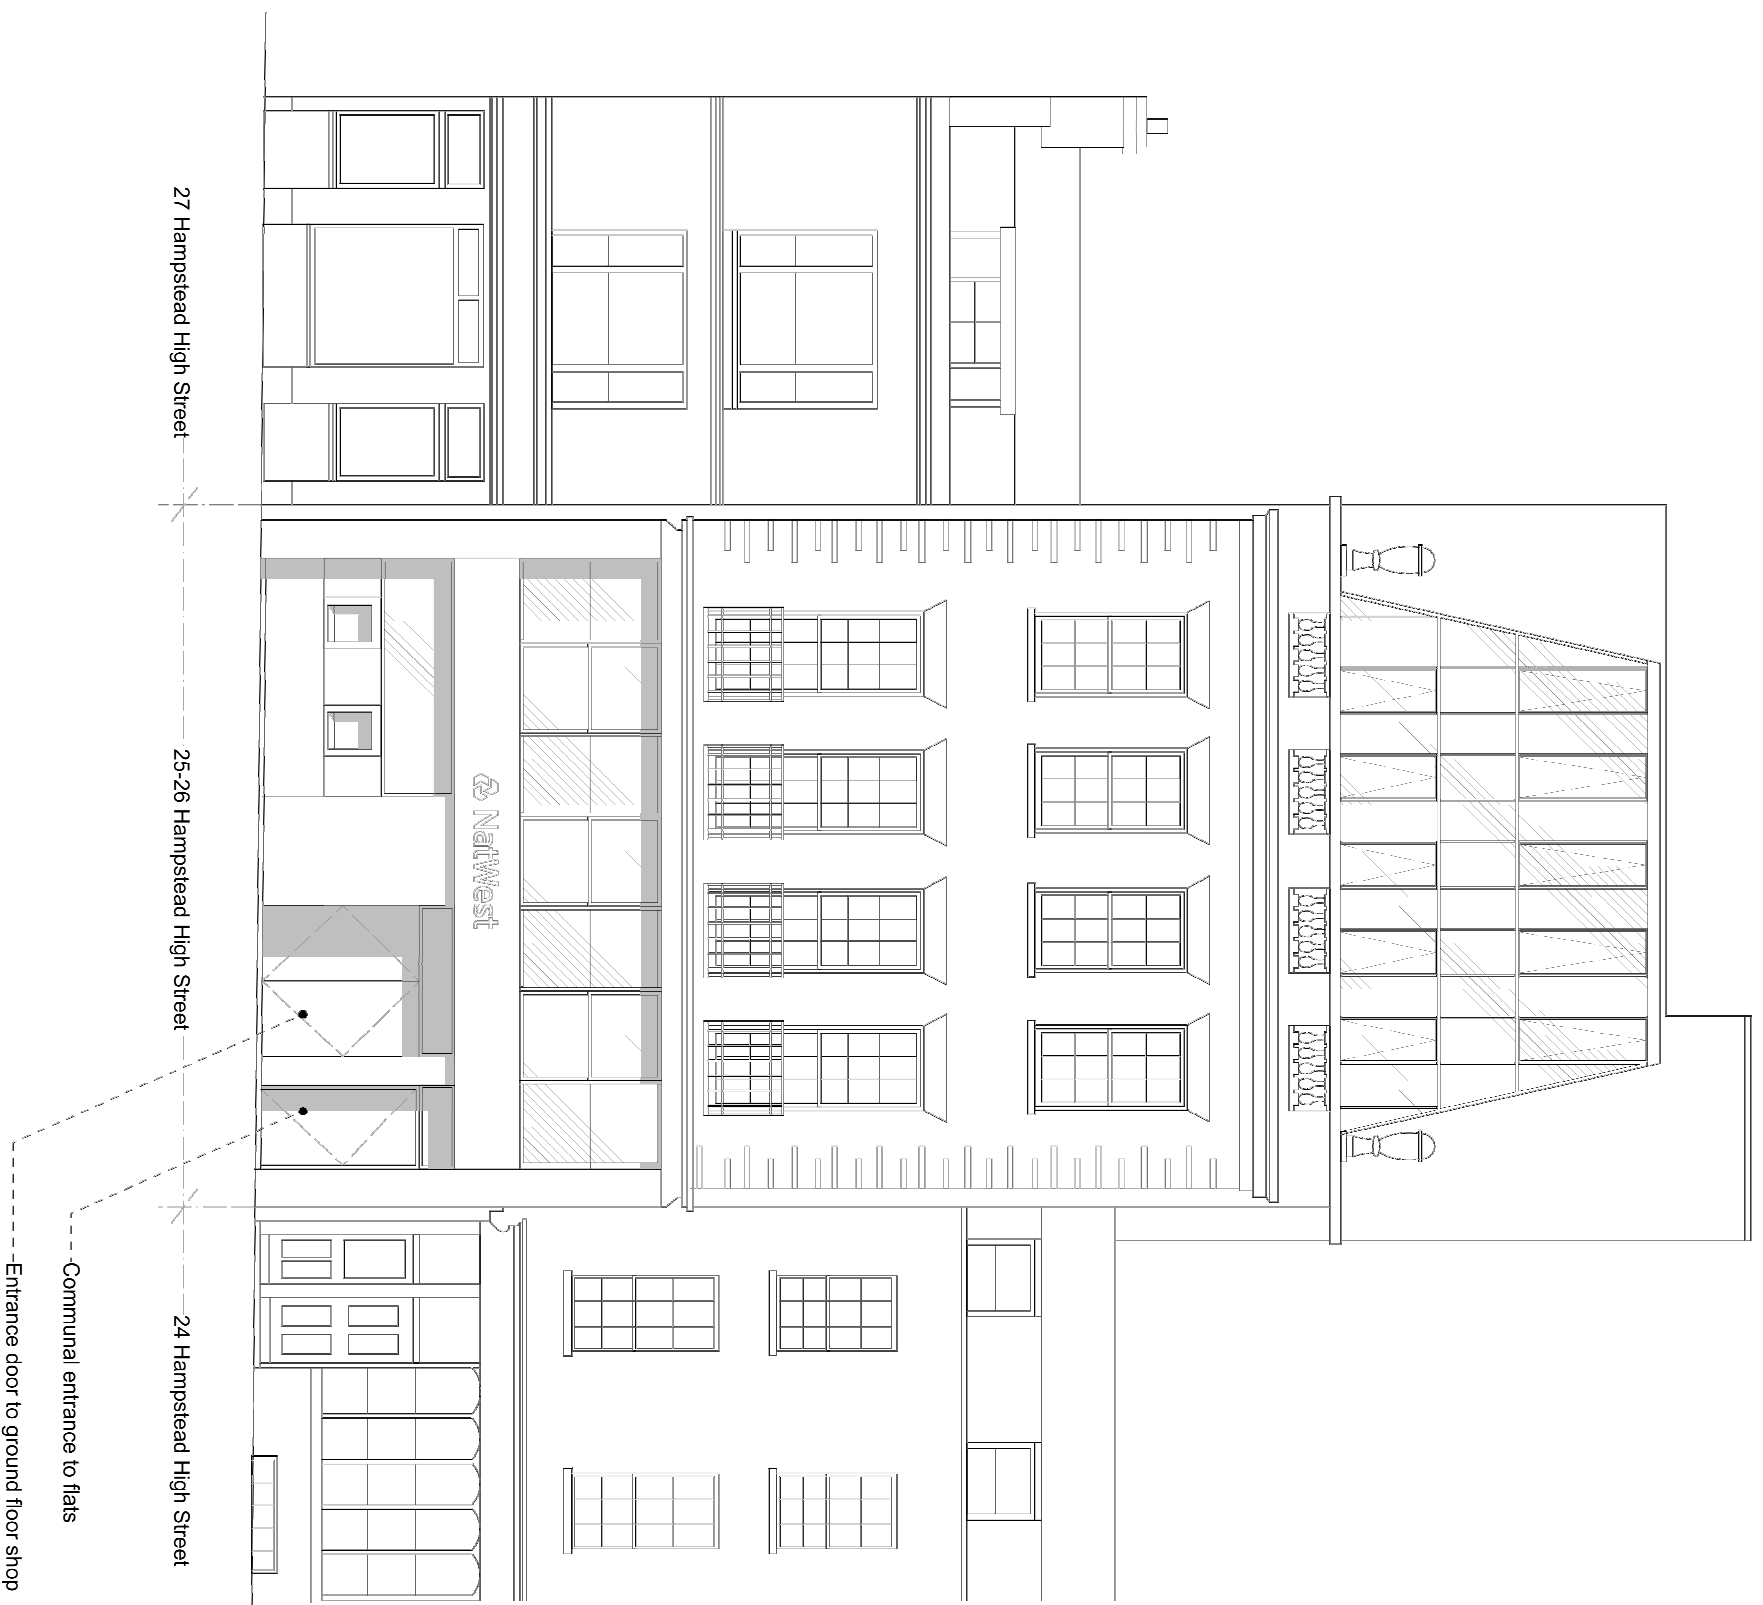 NatWest
27 Hampstead High Street
25-26 Hampstead High Street
24 Hampstead High Street
Communal entrance to flats
Entrance door to ground floor shop